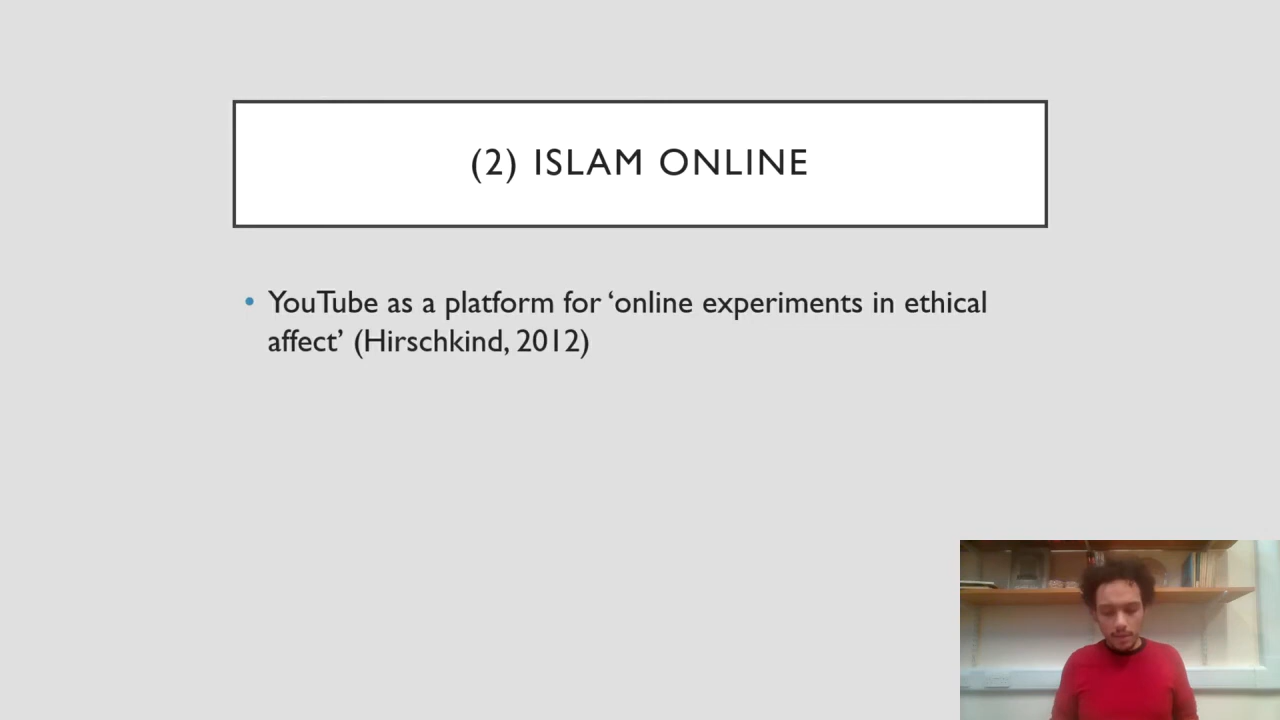 (2) ISLAM ONLINE
• YouTube as a platform for ‘online experiments in ethical
affect’ (Hirschkind, 2012)